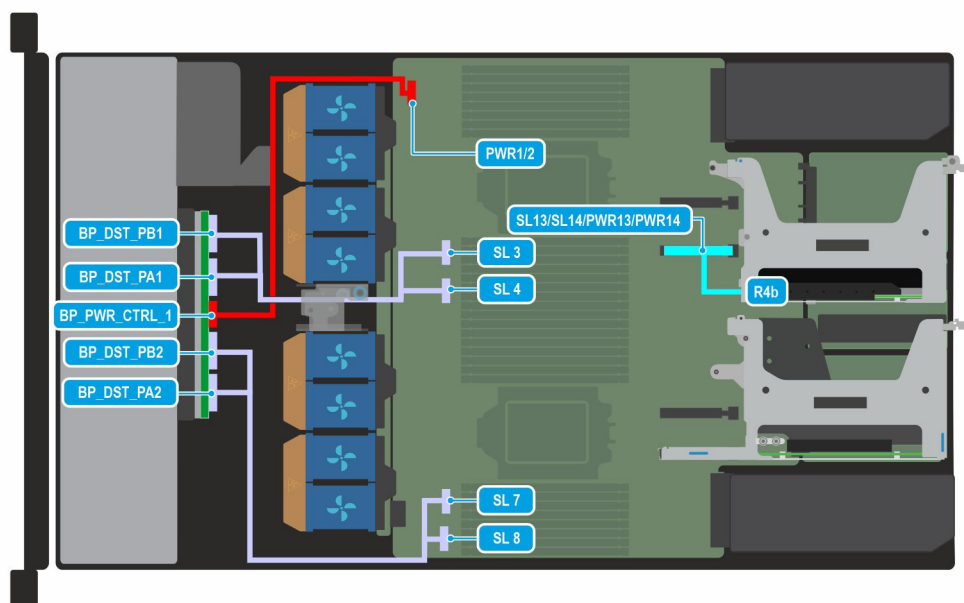 PWR1/2
SL13/SL14/PWR13/PWR14
BP_DST_PB1
SL 3
BP_DST_PA1
SL 4
R4b
BP_PWR_CTRL_1
BP_DST_PB2
BP_DST_PA2
SL 7
SL 8